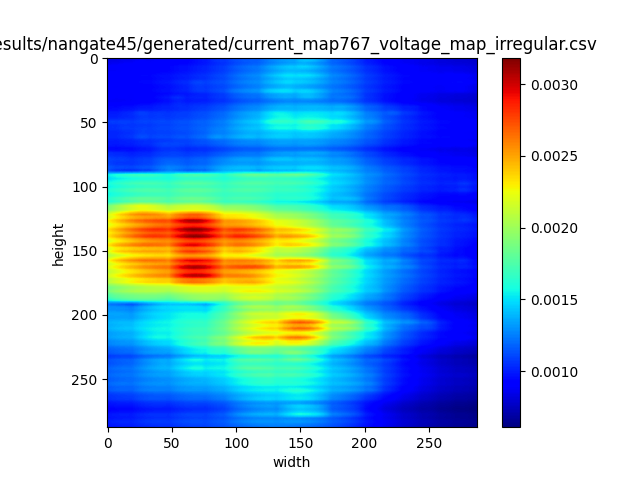 esults/nangate45/generated/current_map767_voltage_map_irregular.csv
0
50
100
150
200
250
height
0 50 100 150 200 250
width
0.0030
0.0025
0.0020
0.0015
0.0010